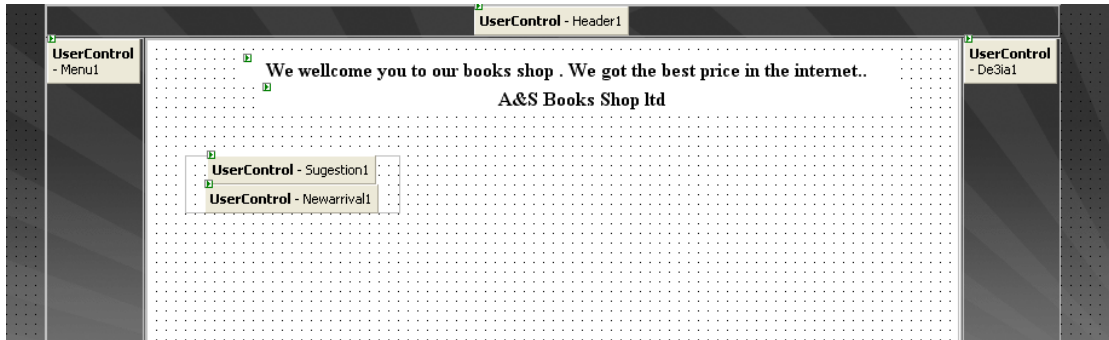 UserControl - Header1
UserControl
- Menu1
UserControl
- De3ia1
We wellcome you to our books shop . We got the best price in the internet..
A&S Books Shop ltd
UserControl - Sugestion1
UserControl - Newarrival1